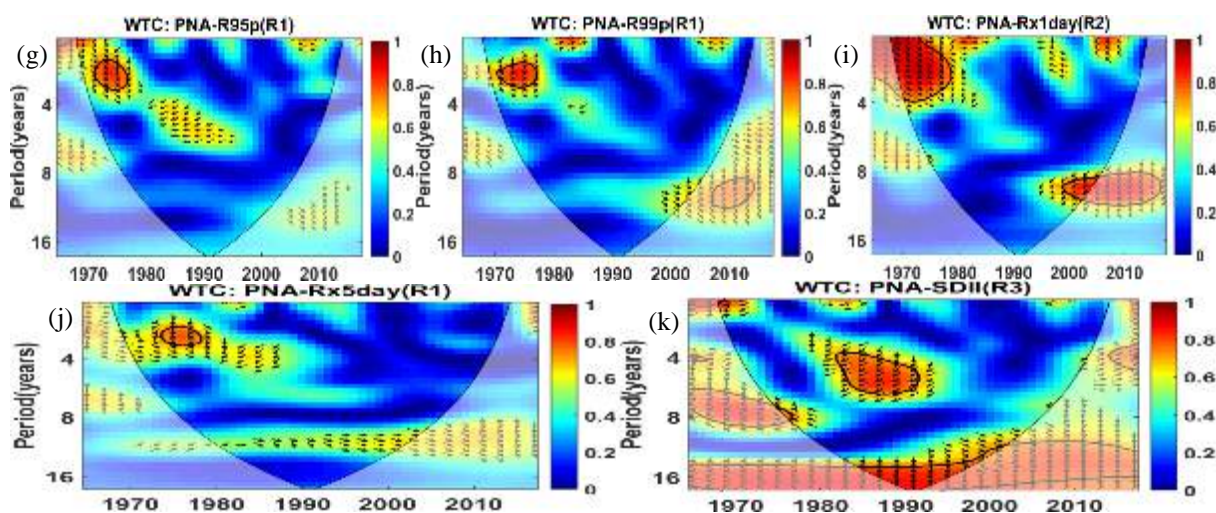 WTC: PNA-R95p(R1)
WTC: PNA-R99p(R1)
WTC: PNA-Rx1day(R2)
(g)
(h)
(i)
Period(years)
4
8
16
1970 1980 1990 2000 2010
1
0.8
0.6
0.4
0.2
0
Period(years)
4
8
16
1970 1980 1990 2000 2010
1
0.8
0.6
0.4
0.2
0
Period(years)
4
8
16
1970 1980 1990 2000 2010
1
0.8
0.6
0.4
0.2
0
WTC: PNA-Rx5day(R1)
WTC: PNA-SDII(R3)
(j)
(k)
Period(years)
4
8
16
1970 1980 1990 2000 2010
1
0.8
0.6
0.4
0.2
0
Period(years)
4
8
16
1970 1980 1990 2000 2010
1
0.8
0.6
0.4
0.2
0